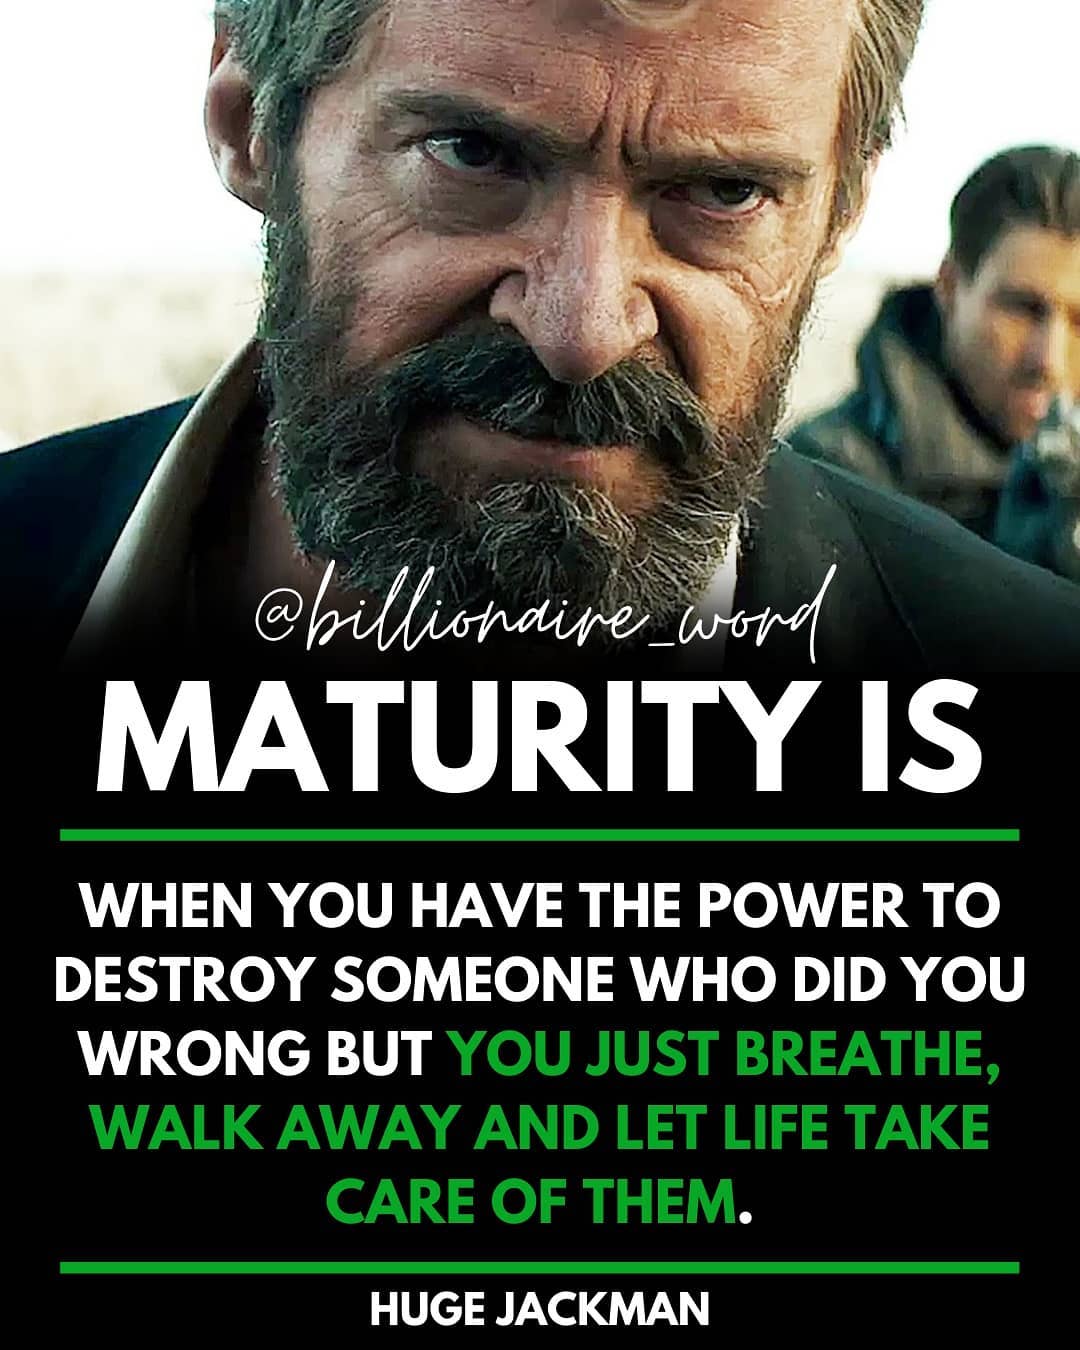 @billionaire_word
MATURITY IS
WHEN YOU HAVE THE POWER TO
DESTROY SOMEONE WHO DID YOU
WRONG BUT YOU JUST BREATHE,
WALK AWAY AND LET LIFE TAKE
CARE OF THEM.
HUGE JACKMAN